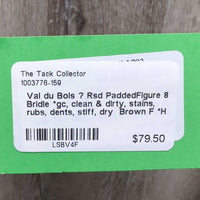 The Tack Collector
1003776-159
Val du Bois ? Rsd PaddedFigure 8
Bridle *gc, clean & dirty, stains,
rubs, dents, stiff, dry Brown F *H
LSBV4F
$79.50